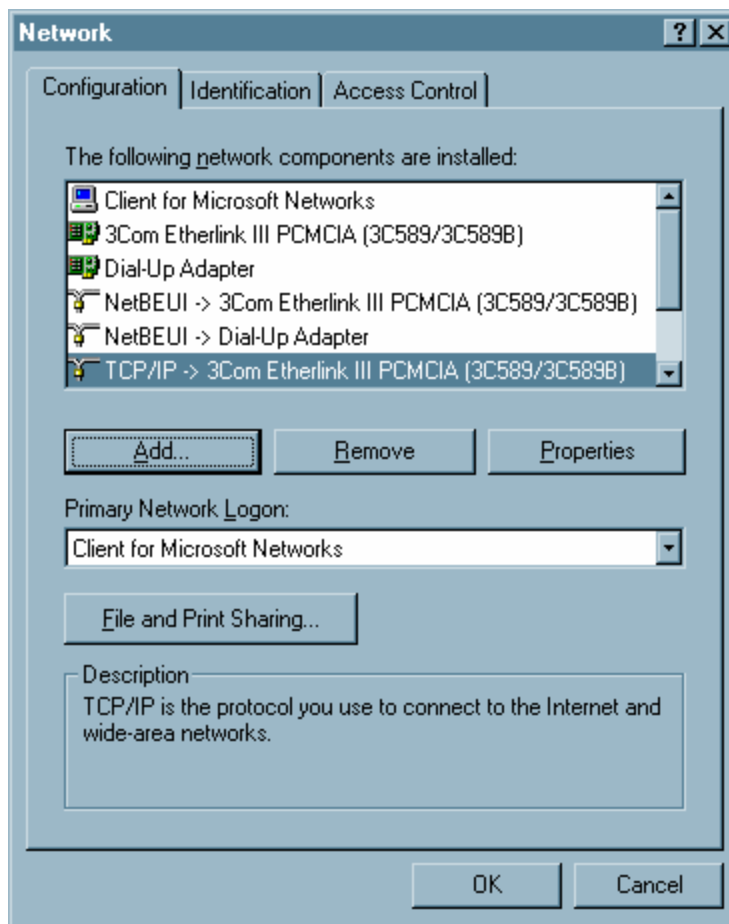 Network
Configuration Identification Access Control
The following network components are installed:
Client for Microsoft Networks
3Com Etherlink III PCMCIA (3C589/3C589B)
Dial-Up Adapter
NetBEUI -> 3Com Etherlink III PCMCIA (3C589/3C589B)
NetBEUI -> Dial-Up Adapter
TCP/IP -> 3Com Etherlink III PCMCIA (3C589/3C589B)
Add... Remove Properties
Primary Network Logon:
Client for Microsoft Networks
File and Print Sharing...
Description
TCP/IP is the protocol you use to connect to the Internet and
wide-area networks.
OK Cancel